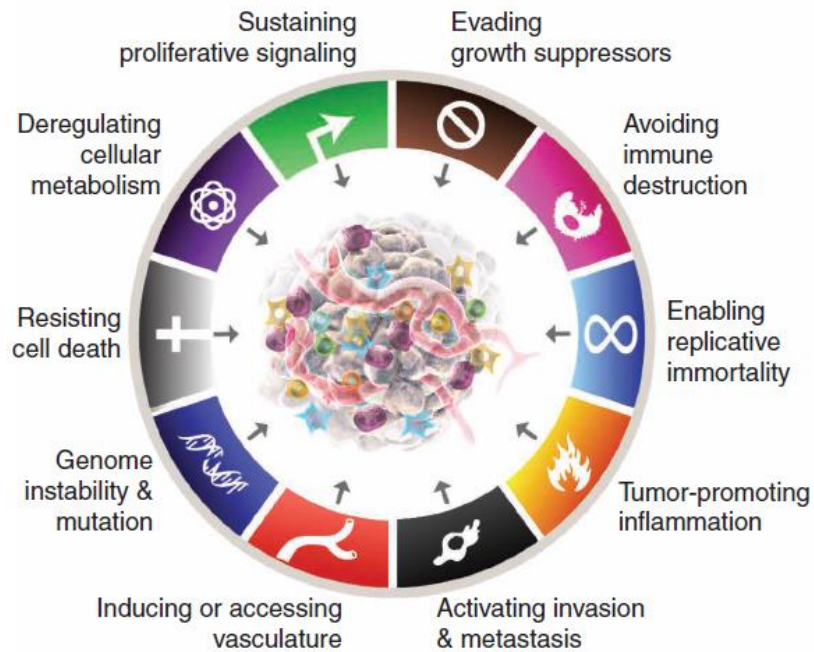 Sustaining
proliferative signaling
Evading
growth suppressors
Avoiding
immune
destruction
Enabling
replicative
immortality
Tumor-promoting
inflammation
Activating invasion
& metastasis
Inducing or accessing
vasculature
Genome
instability &
mutation
Resisting
cell death
Deregulating
cellular
metabolism